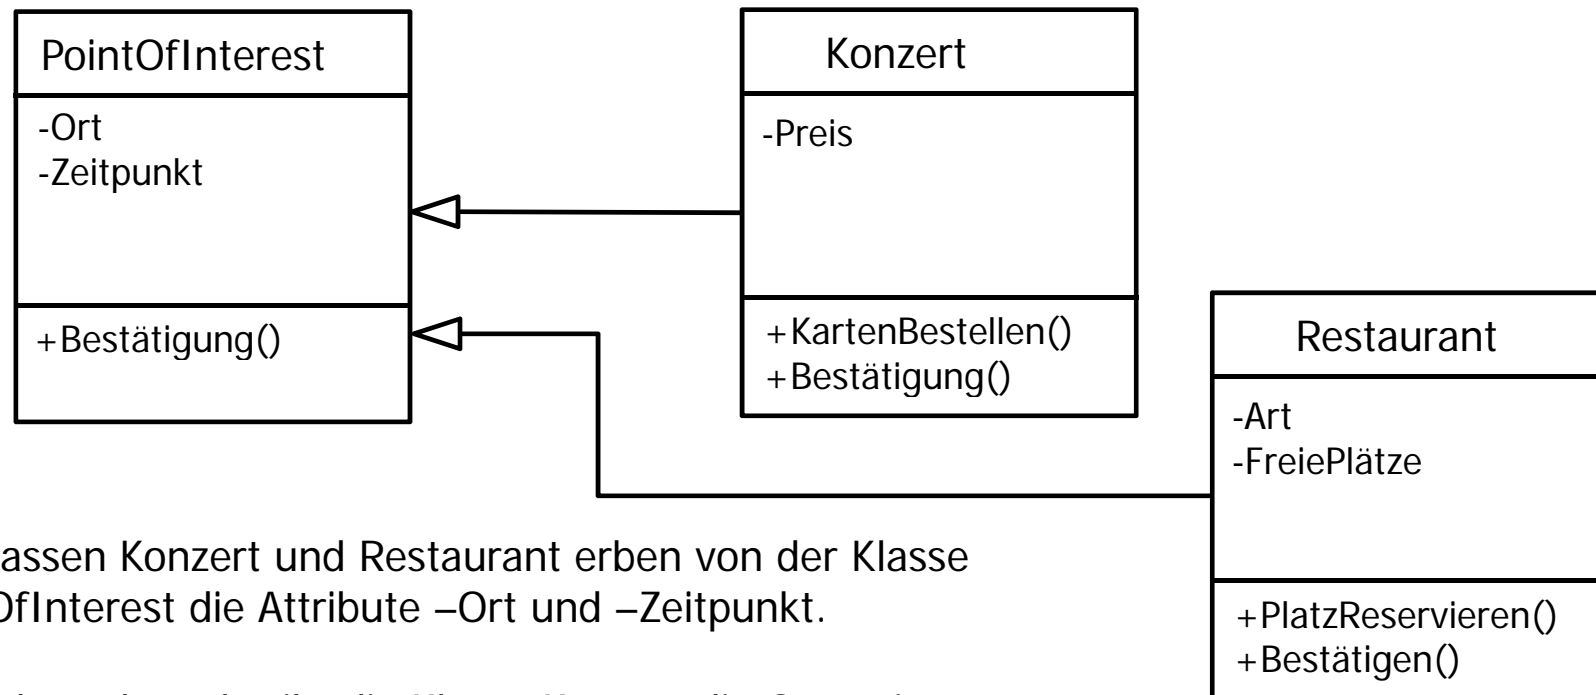 PointOfInterest
-Ort
-Zeitpunkt
+Bestätigung()
Konzert
-Preis
+KartenBestellen()
+Bestätigung()
Restaurant
-Art
-FreiePlätze
+PlatzReservieren()
+Bestätigen()
assen Konzert und Restaurant erben von der Klasse
OfInterest die Attribute –Ort und –Zeitpunkt.